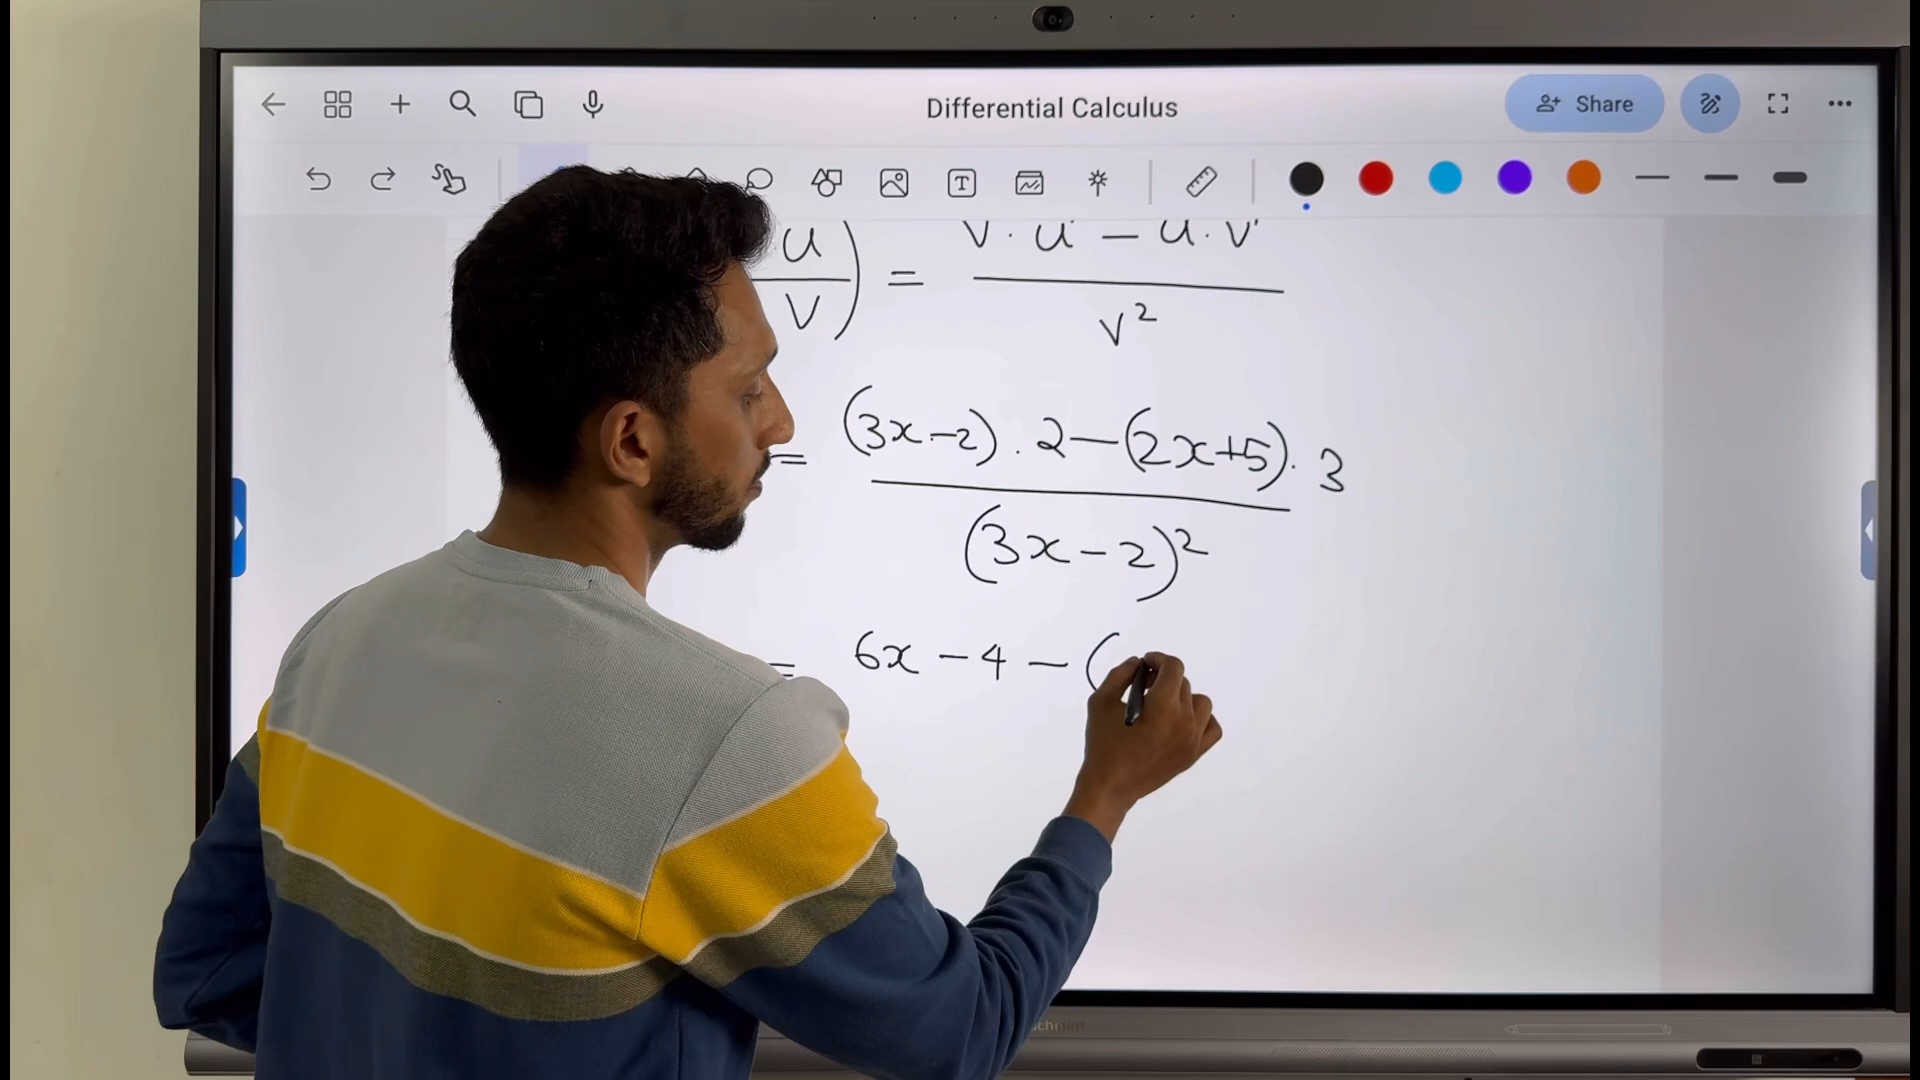 Differential Calculus
Share
u/v) = v · u' − u · v' / v²
= (3x−2) . 2 − (2x+5) . 3 / (3x−2)²
= 6x − 4 − (